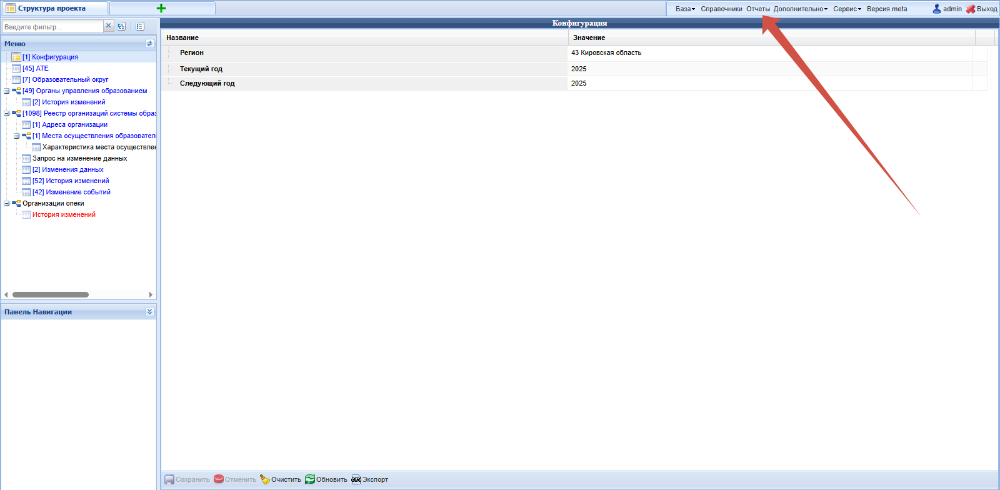 Структура проекта
База Справочники Отчеты Дополнительно Сервис Версия meta admin Выход
Введите фильтр...
Меню
[1] Конфигурация
[45] АТЕ
[7] Образовательный округ
[49] Органы управления образованием
[2] История изменений
[1098] Реестр организаций системы обра
[1] Адреса организации
[1] Места осуществления образовател
Характеристика места осуществлен
Запрос на изменение данных
[2] Изменения данных
[52] История изменений
[42] Изменение событий
Организации опеки
История изменений
Панель Навигации
Конфигурация
Название Значение
Регион 43 Кировская область
Текущий год 2025
Следующий год 2025
Сохранить Отменить Очистить Обновить Экспорт